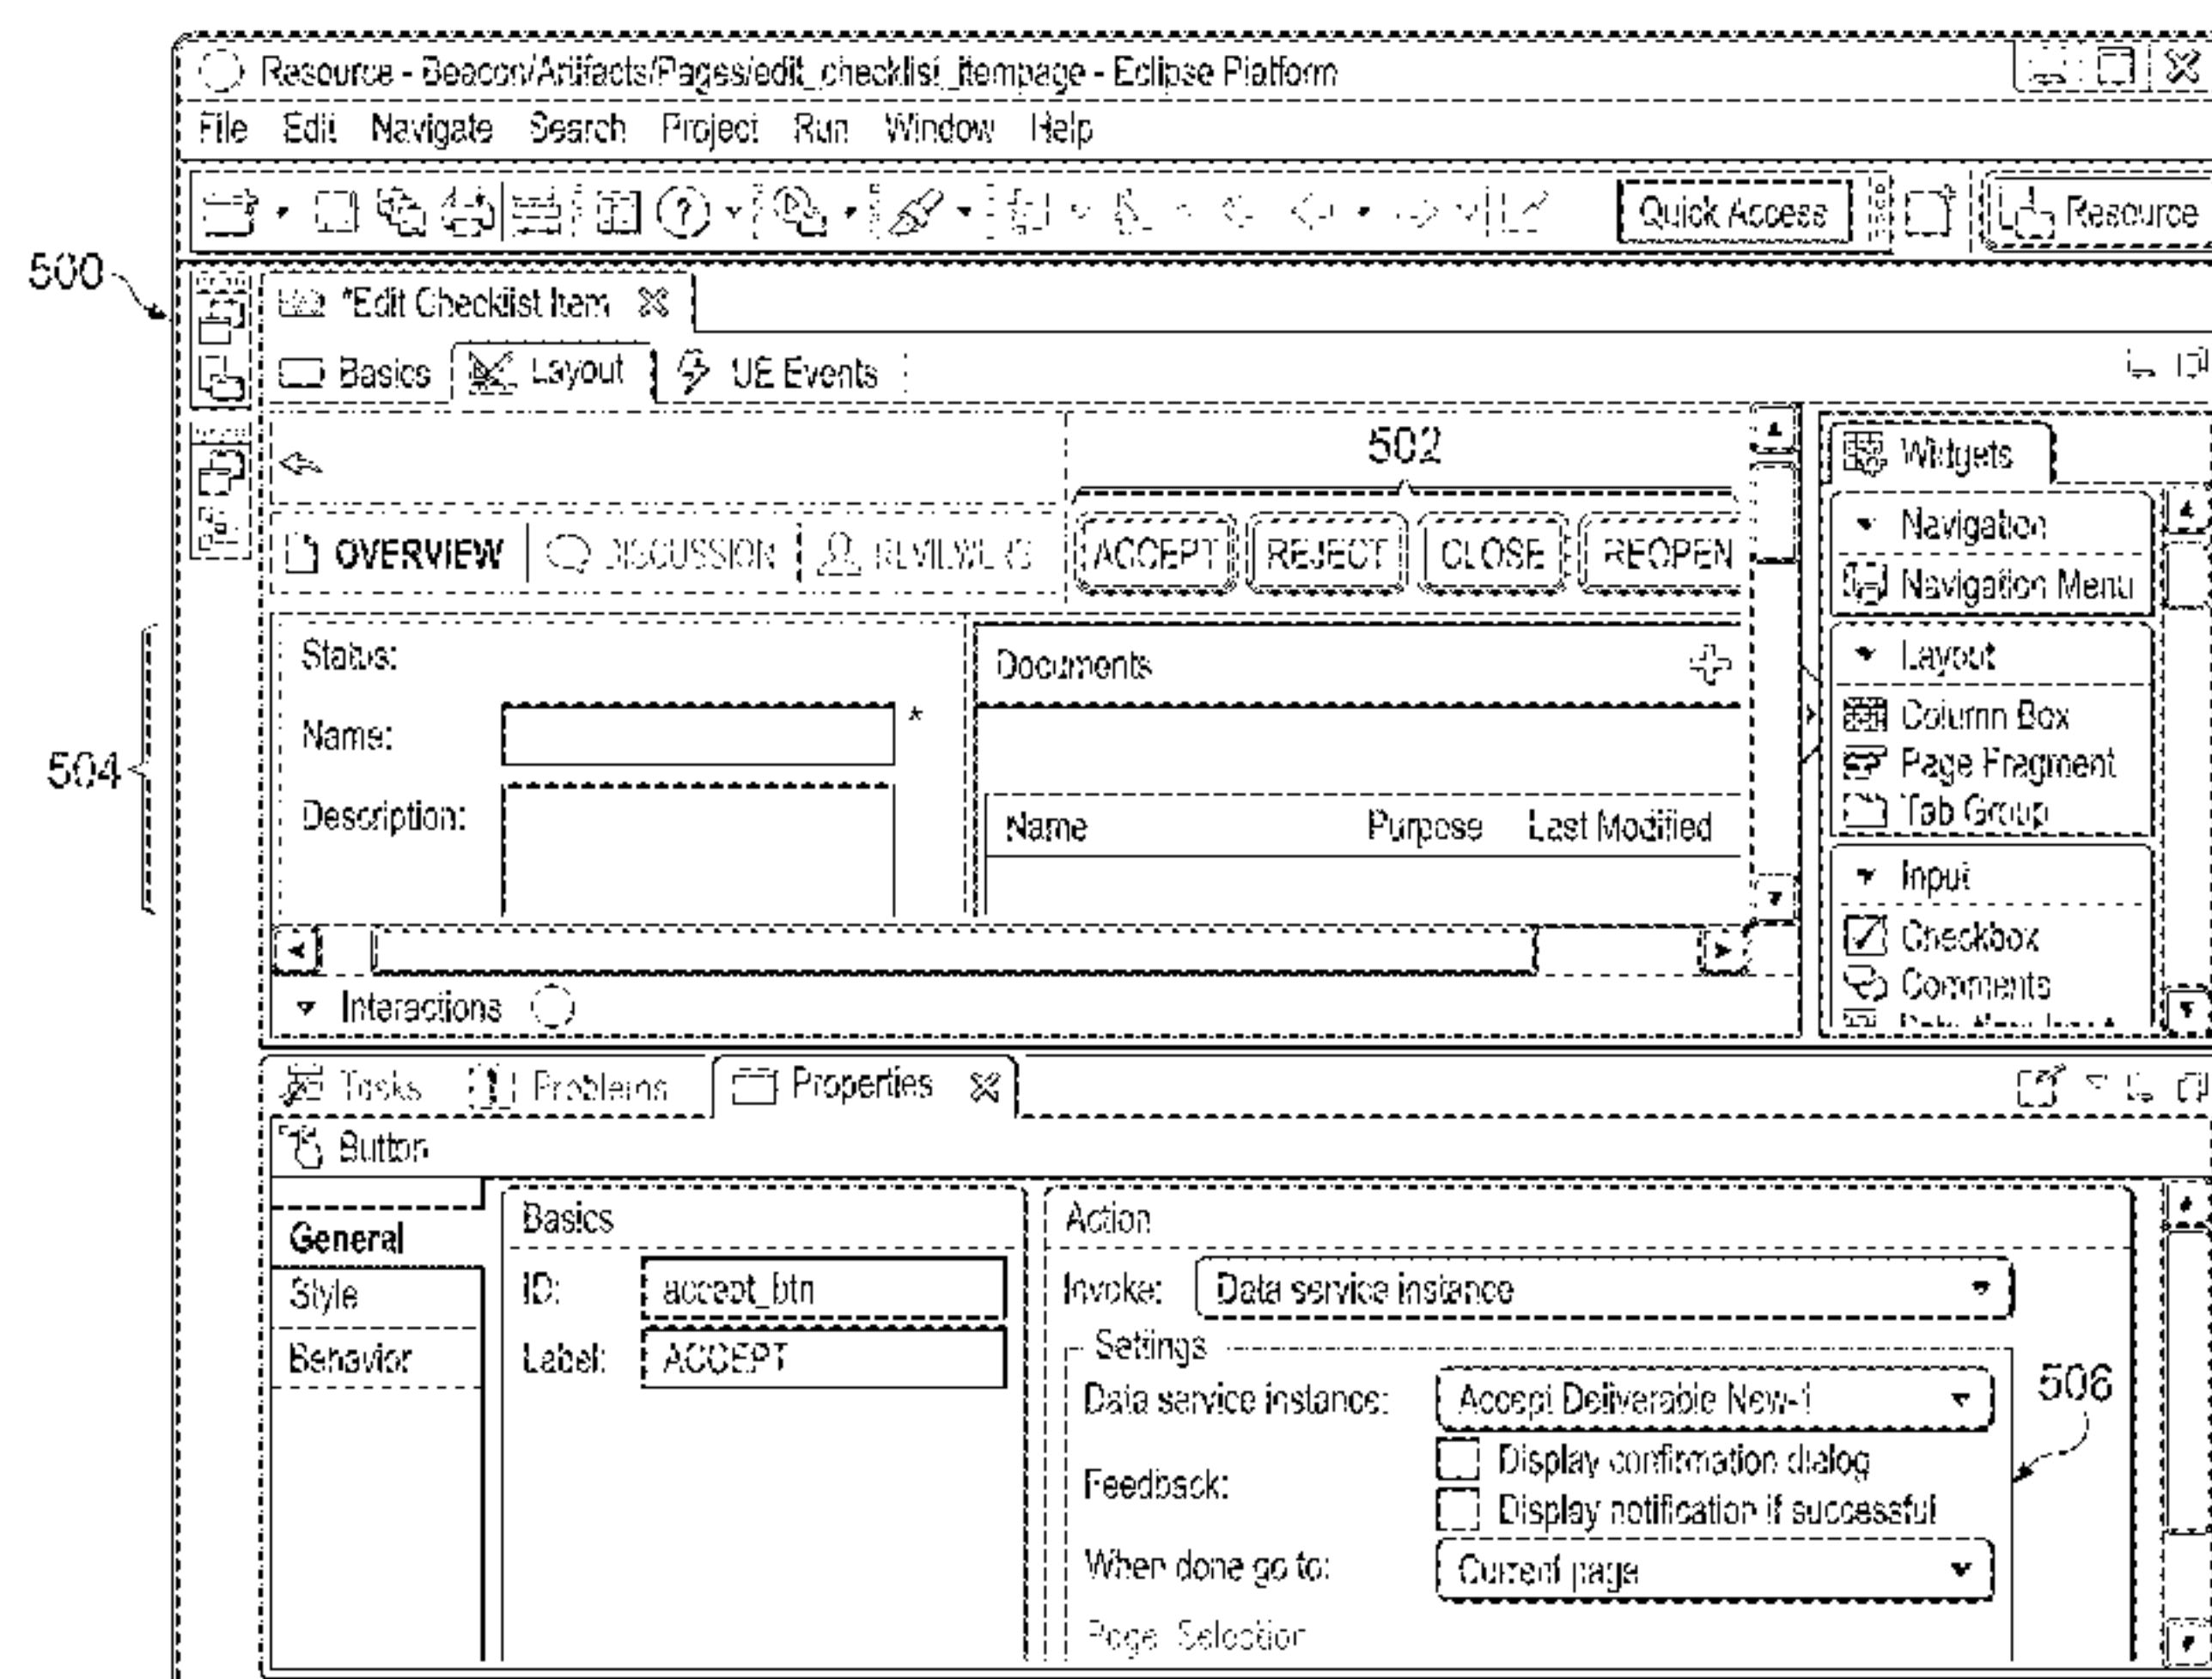 Resource - Beacon/Artifacts/Pages/edit_checklist_itempage - Eclipse Platform
File Edit Navigate Search Project Run Window Help
Quick Access Resource
500
*Edit Checklist Item
Basics Layout UE Events
502
Widgets
OVERVIEW DISCUSSION REVIEWERS ACCEPT REJECT CLOSE REOPEN
Navigation
Navigation Menu
504
Status:
Name: *
Description:
Documents
Name Purpose Last Modified
Layout
Column Box
Page Fragment
Tab Group
Input
Checkbox
Comments
Interactions
Tasks Problems Properties
Button
General
Style
Behavior
Basics
ID: accept_btn
Label: ACCEPT
Action
Invoke: Data service instance
Settings
Data service instance: Accept Deliverable New-1
506
Feedback: Display confirmation dialog
Display notification if successful
When done go to: Current page
Page Selection